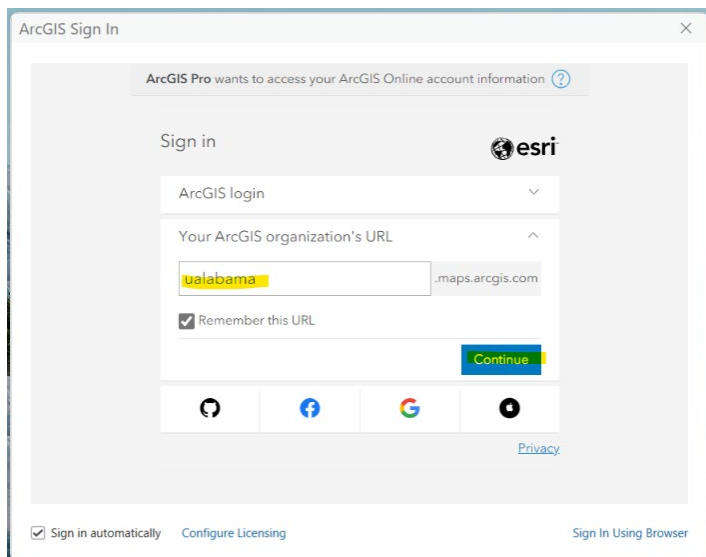 ArcGIS Sign In
ArcGIS Pro wants to access your ArcGIS Online account information ?
Sign in
esri
ArcGIS login
Your ArcGIS organization's URL
ualabama .maps.arcgis.com
Remember this URL
Continue
Privacy
Sign in automatically Configure Licensing Sign In Using Browser